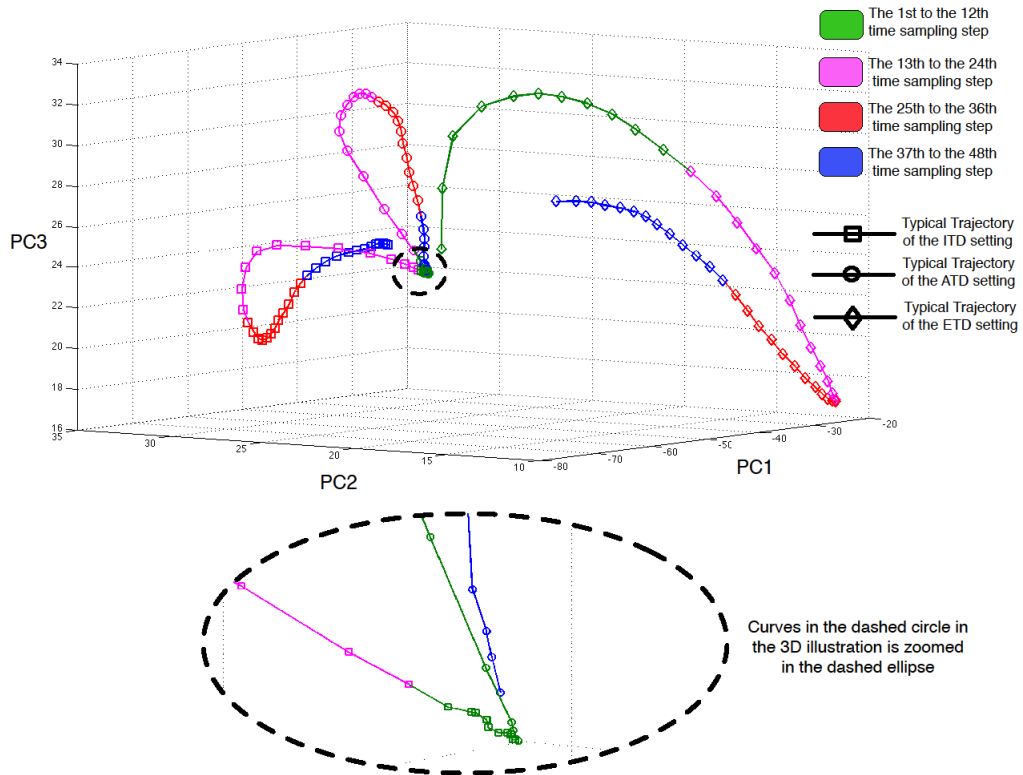 The 1st to the 12th
time sampling step
The 13th to the 24th
time sampling step
The 25th to the 36th
time sampling step
The 37th to the 48th
time sampling step
34
32
30
28
26
24
22
20
18
16
PC3
Typical Trajectory
of the ITD setting
Typical Trajectory
of the ATD setting
Typical Trajectory
of the ETD setting
35
30
25
20
15
10
PC2
-80
-70
-60
-50
-40
-30
-20
PC1
Curves in the dashed circle in
the 3D illustration is zoomed
in the dashed ellipse